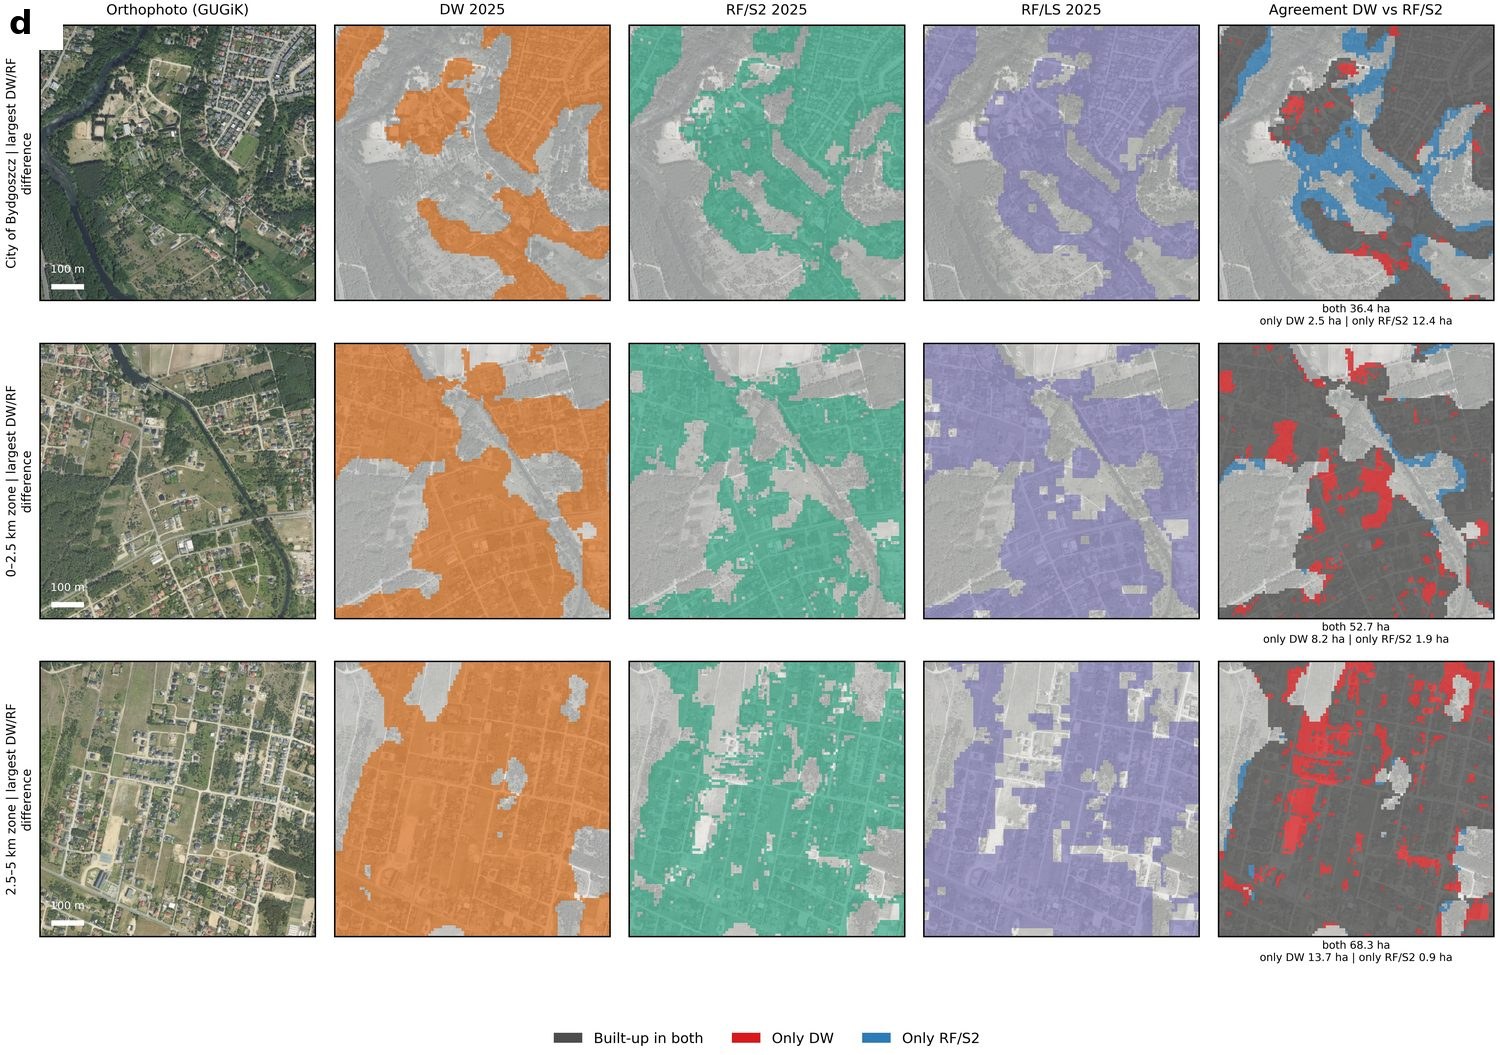 d
Orthophoto (GUGiK)
DW 2025
RF/S2 2025
RF/LS 2025
Agreement DW vs RF/S2
City of Bydgoszcz | largest DW/RF
difference
100 m
both 36.4 ha
only DW 2.5 ha | only RF/S2 12.4 ha
0–2.5 km zone | largest DW/RF
difference
100 m
both 52.7 ha
only DW 8.2 ha | only RF/S2 1.9 ha
2.5–5 km zone | largest DW/RF
difference
100 m
both 68.3 ha
only DW 13.7 ha | only RF/S2 0.9 ha
Built-up in both
Only DW
Only RF/S2